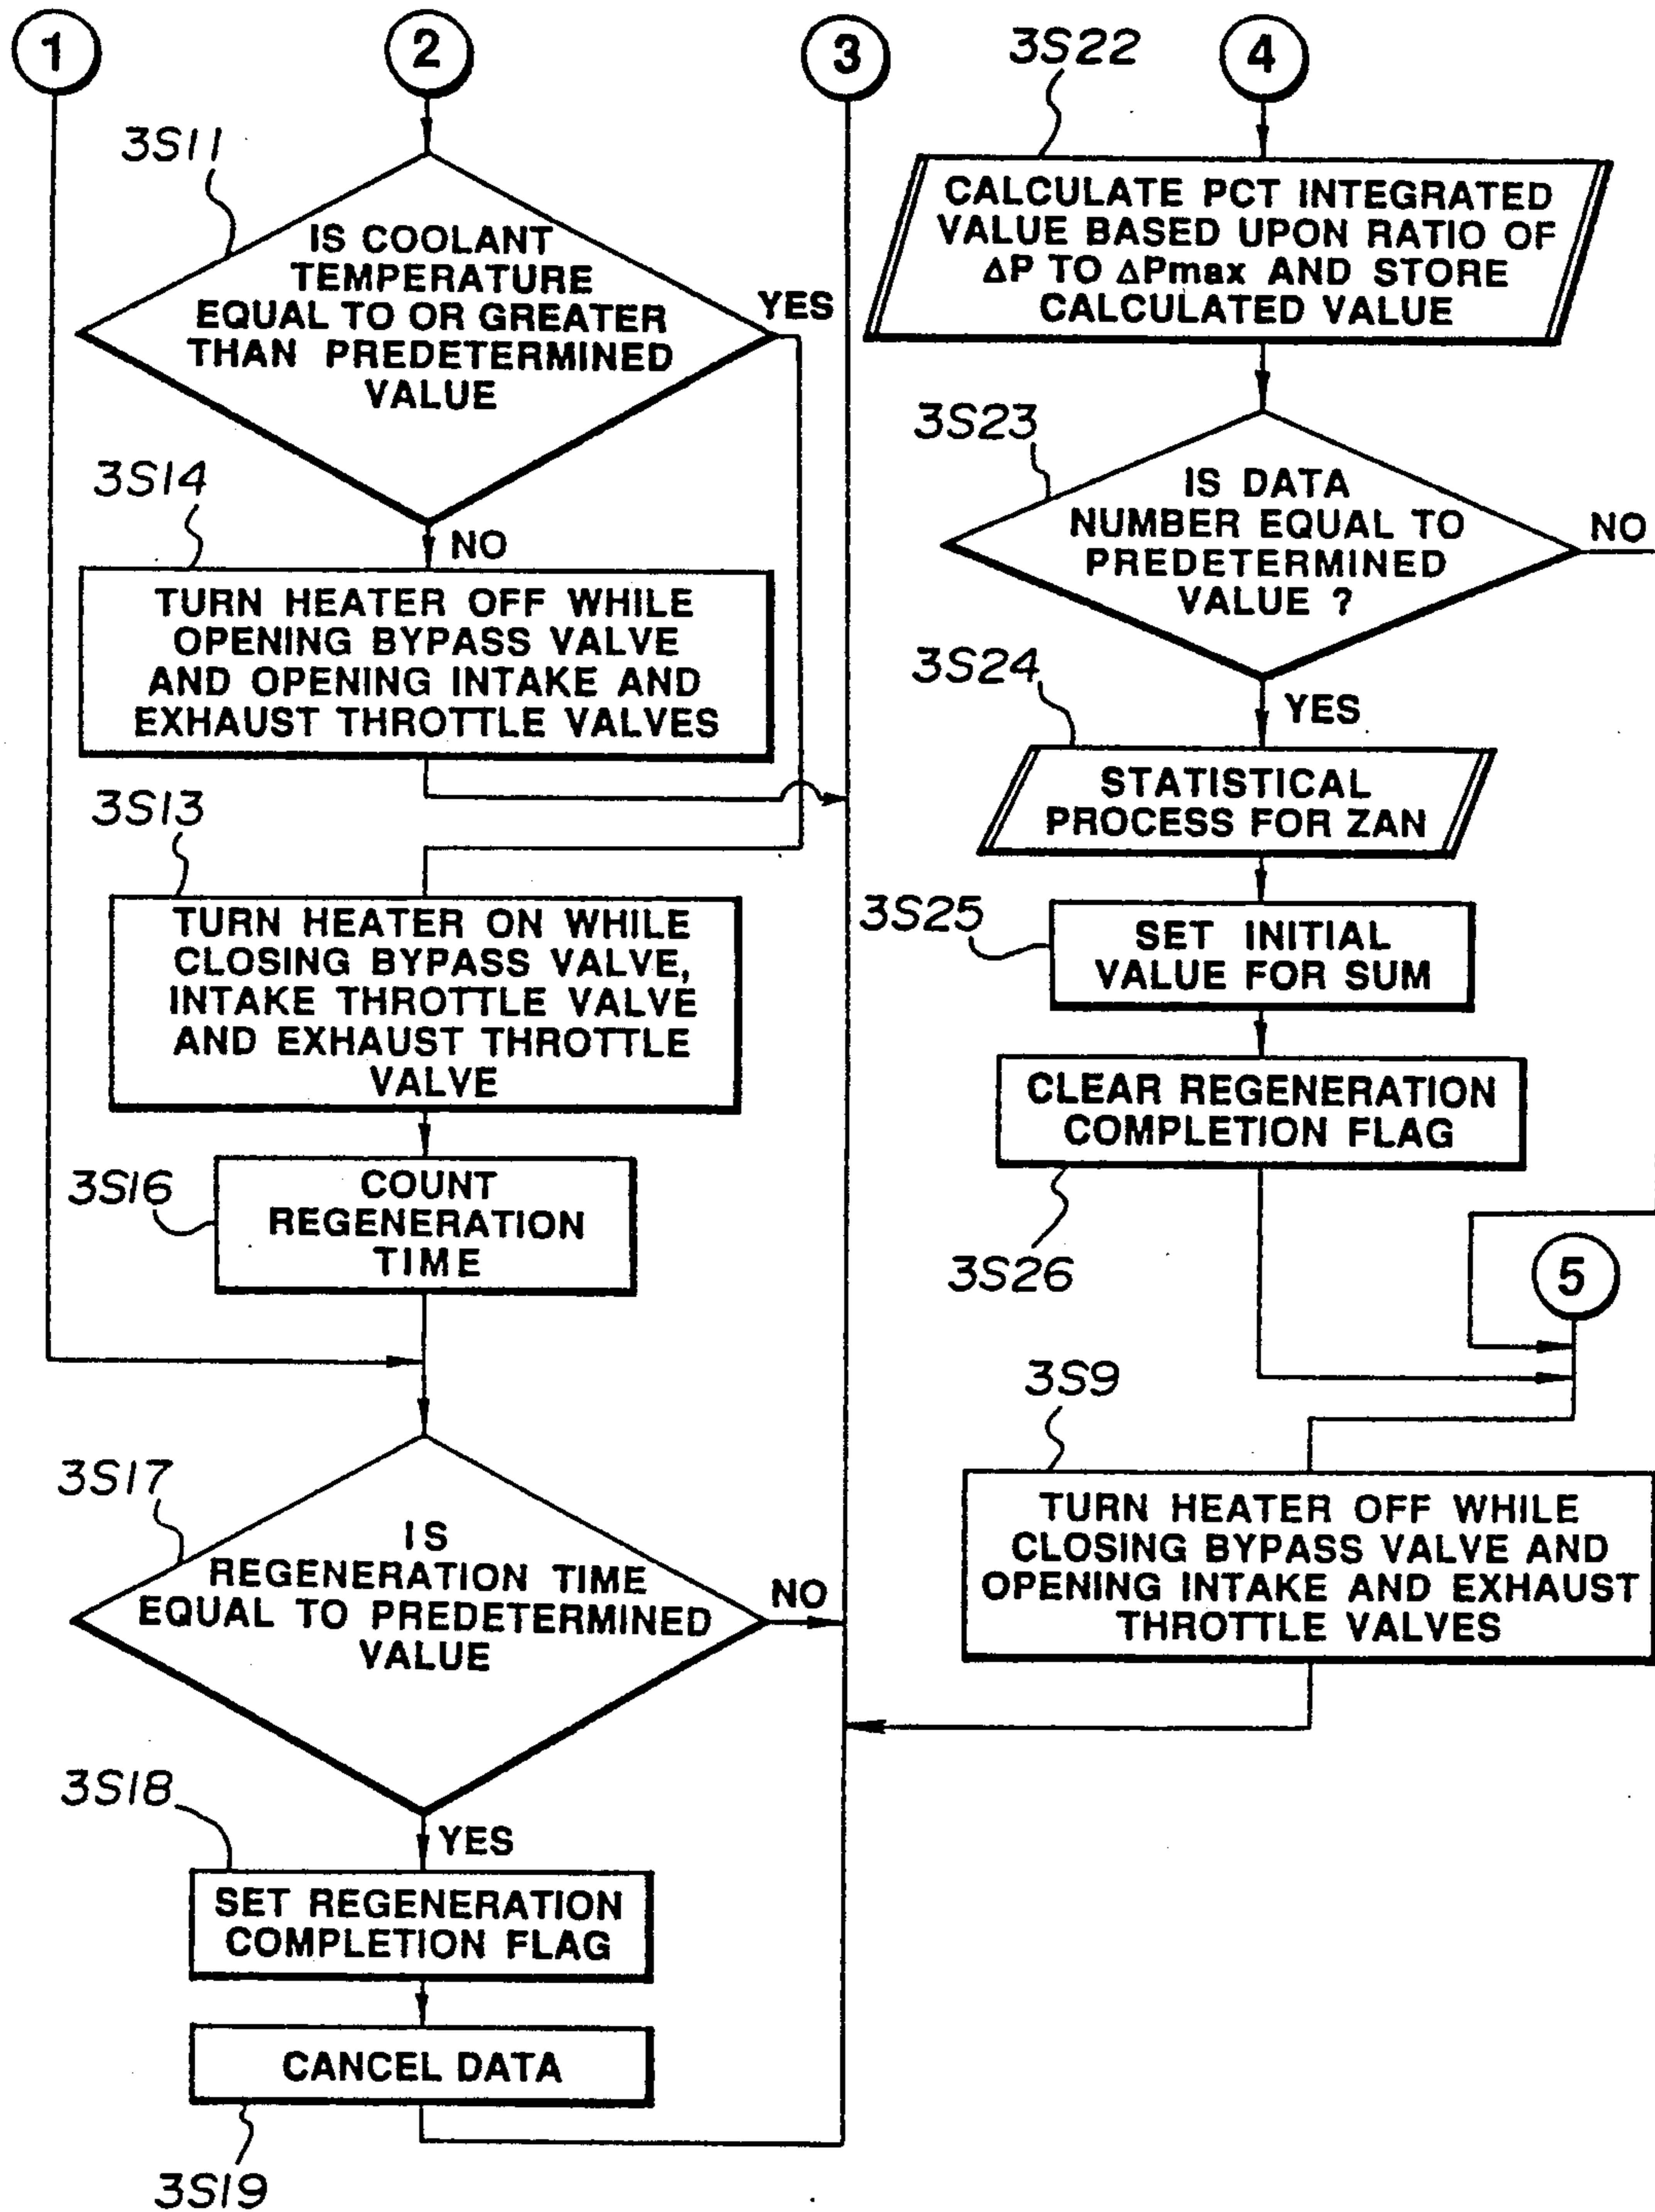 1
2
3
4
3S11
IS COOLANT
TEMPERATURE
EQUAL TO OR GREATER
THAN PREDETERMINED
VALUE
YES
NO
3S14
TURN HEATER OFF WHILE
OPENING BYPASS VALVE
AND OPENING INTAKE AND
EXHAUST THROTTLE VALVES
3S13
TURN HEATER ON WHILE
CLOSING BYPASS VALVE,
INTAKE THROTTLE VALVE
AND EXHAUST THROTTLE
VALVE
3S16
COUNT
REGENERATION
TIME
3S17
IS
REGENERATION TIME
EQUAL TO PREDETERMINED
VALUE
NO
YES
3S18
SET REGENERATION
COMPLETION FLAG
CANCEL DATA
3S19
3S22
CALCULATE PCT INTEGRATED
VALUE BASED UPON RATIO OF
ΔP TO ΔPmax AND STORE
CALCULATED VALUE
3S23
IS DATA
NUMBER EQUAL TO
PREDETERMINED
VALUE ?
NO
YES
3S24
STATISTICAL
PROCESS FOR ZAN
3S25
SET INITIAL
VALUE FOR SUM
CLEAR REGENERATION
COMPLETION FLAG
3S26
5
3S9
TURN HEATER OFF WHILE
CLOSING BYPASS VALVE AND
OPENING INTAKE AND EXHAUST
THROTTLE VALVES